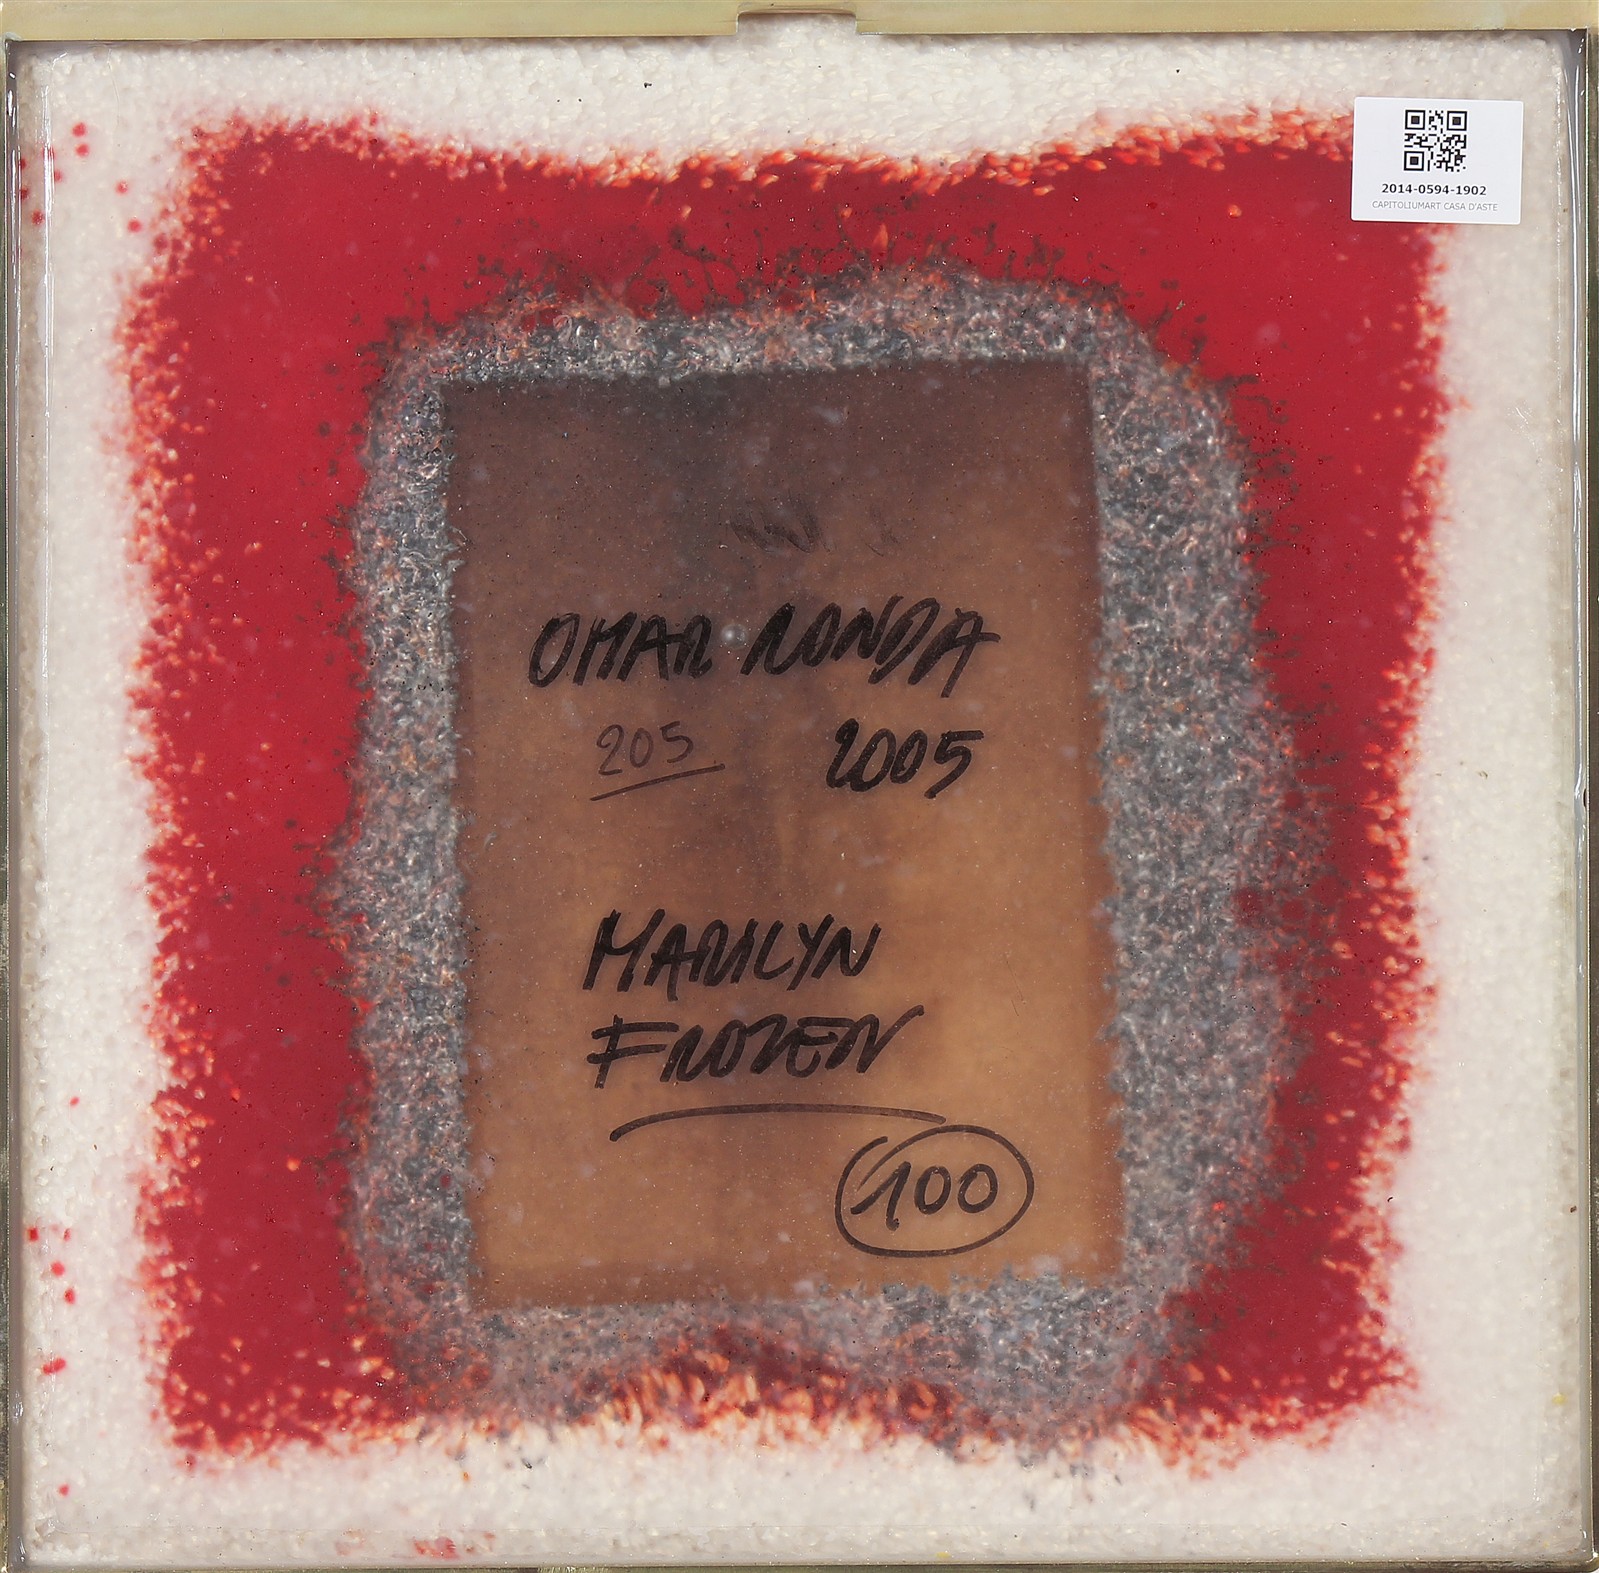 2014-0594-1902
CAPITOLIUMART CASA D'ASTE
OMAR RONDA
205 2005
MARILYN
FROZEN
100